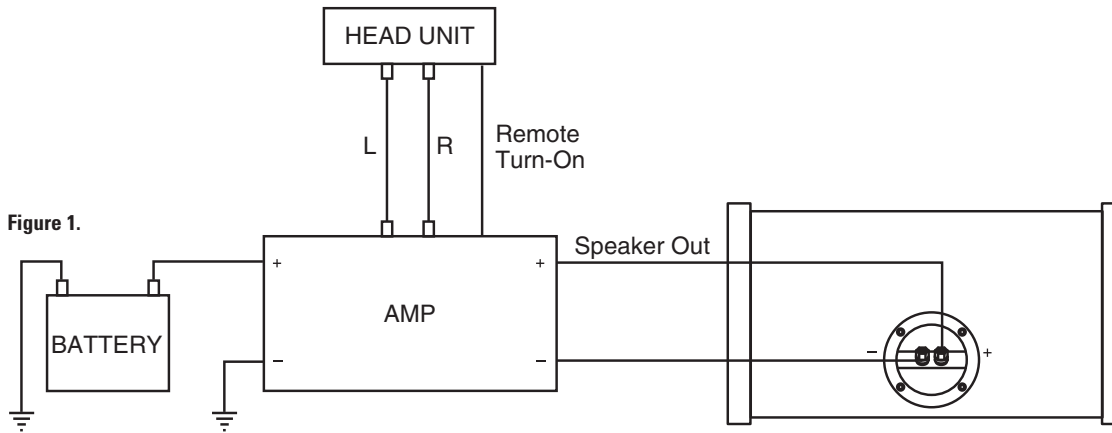 HEAD UNIT
L
R
Remote
Turn-On
Figure 1.
Speaker Out
+
+
AMP
BATTERY
−
−
−
+